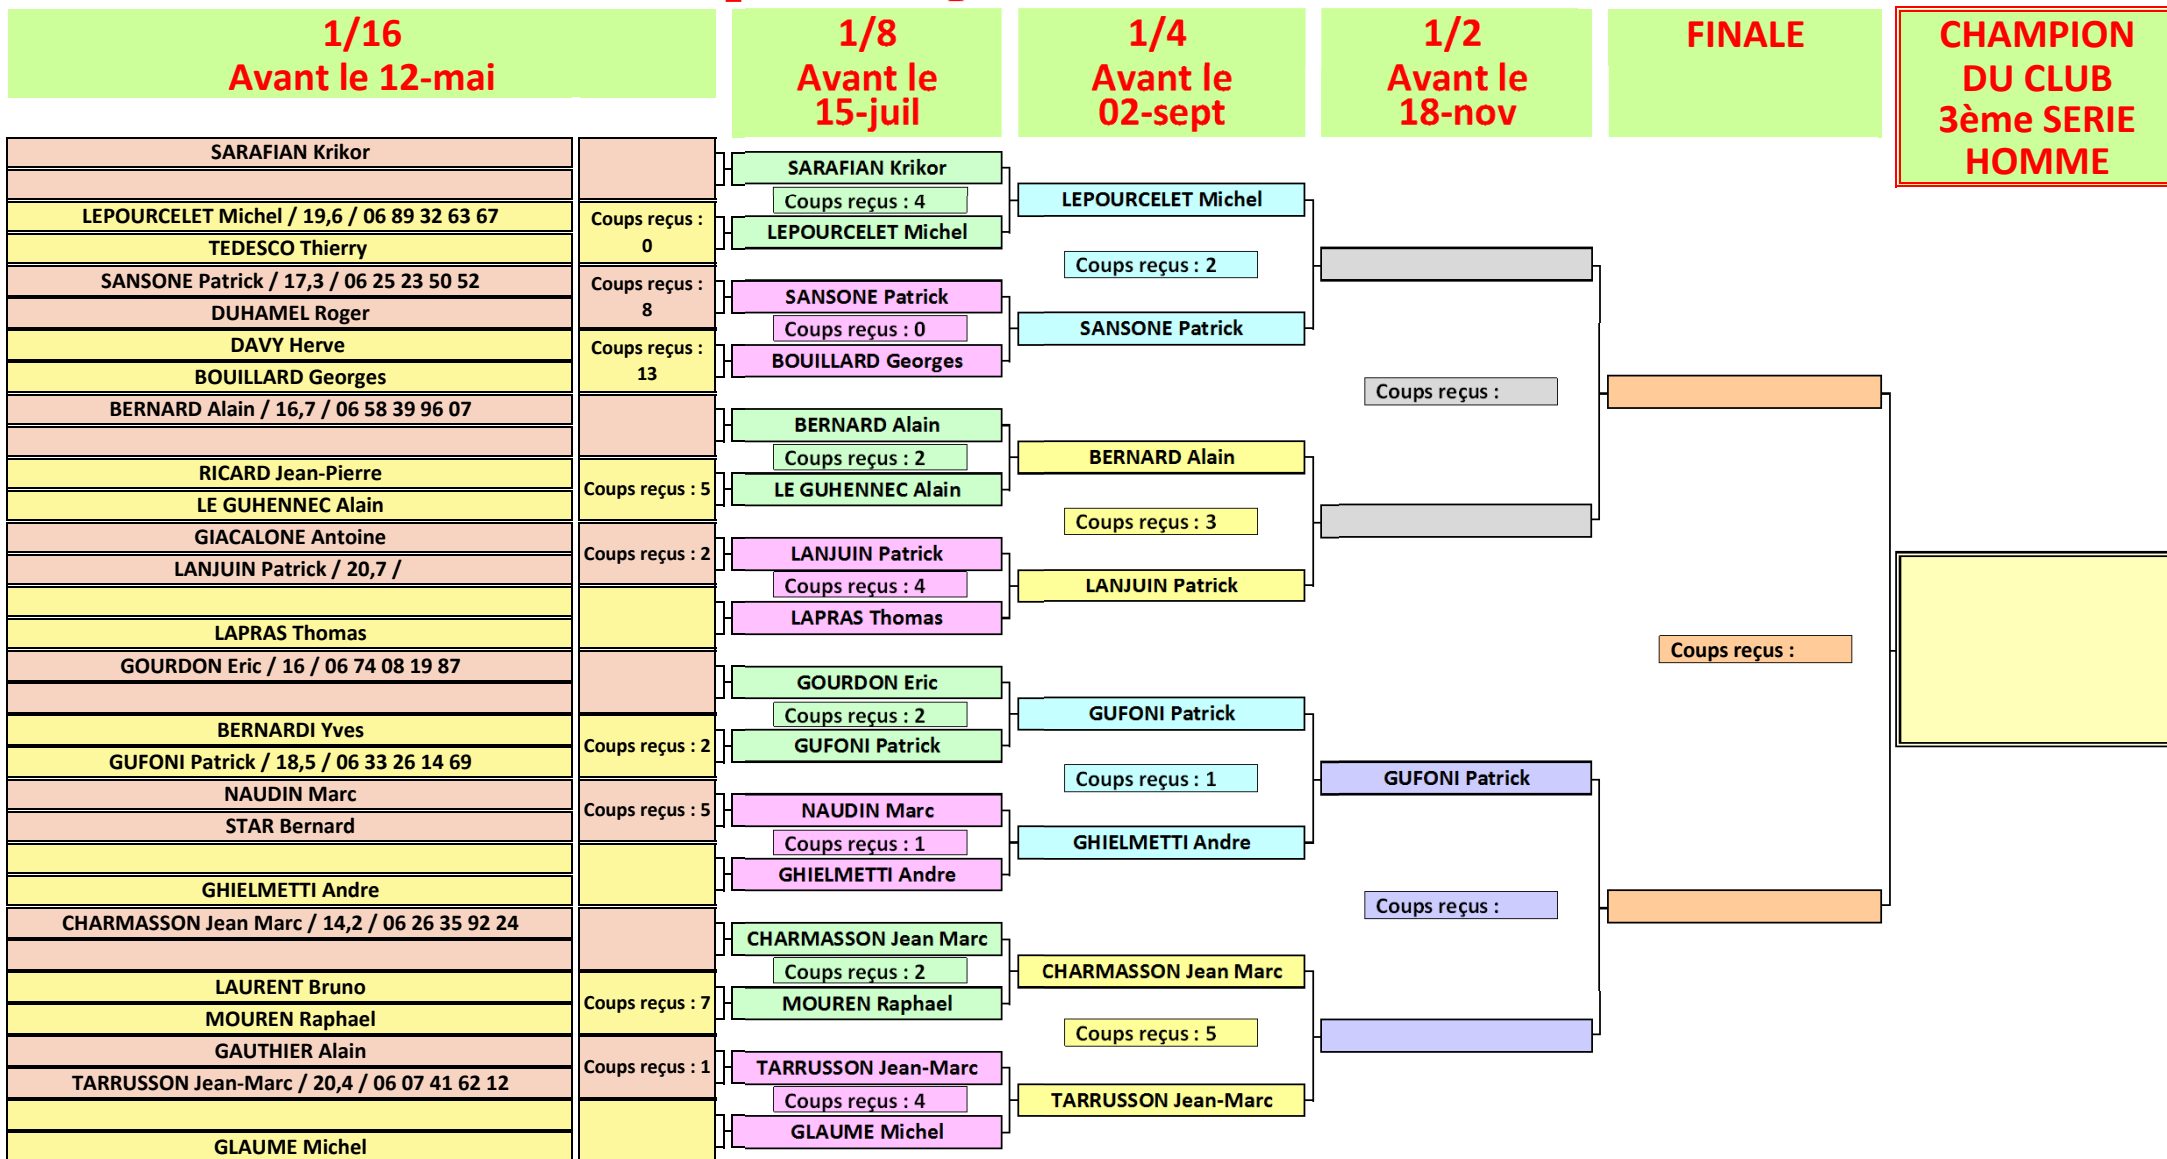 1/16
Avant le 12-mai
1/8
Avant le
15-juil
1/4
Avant le
02-sept
1/2
Avant le
18-nov
FINALE
CHAMPION
DU CLUB
3ème SERIE
HOMME
SARAFIAN Krikor
LEPOURCELET Michel / 19,6 / 06 89 32 63 67
TEDESCO Thierry
Coups reçus :
0
SANSONE Patrick / 17,3 / 06 25 23 50 52
DUHAMEL Roger
Coups reçus :
8
DAVY Herve
BOUILLARD Georges
Coups reçus :
13
BERNARD Alain / 16,7 / 06 58 39 96 07
RICARD Jean-Pierre
LE GUHENNEC Alain
Coups reçus : 5
GIACALONE Antoine
LANJUIN Patrick / 20,7 /
Coups reçus : 2
LAPRAS Thomas
GOURDON Eric / 16 / 06 74 08 19 87
BERNARDI Yves
GUFONI Patrick / 18,5 / 06 33 26 14 69
Coups reçus : 2
NAUDIN Marc
STAR Bernard
Coups reçus : 5
GHIELMETTI Andre
CHARMASSON Jean Marc / 14,2 / 06 26 35 92 24
LAURENT Bruno
MOUREN Raphael
Coups reçus : 7
GAUTHIER Alain
TARRUSSON Jean-Marc / 20,4 / 06 07 41 62 12
Coups reçus : 1
GLAUME Michel
SARAFIAN Krikor
Coups reçus : 4
LEPOURCELET Michel
SANSONE Patrick
Coups reçus : 0
BOUILLARD Georges
BERNARD Alain
Coups reçus : 2
LE GUHENNEC Alain
LANJUIN Patrick
Coups reçus : 4
LAPRAS Thomas
GOURDON Eric
Coups reçus : 2
GUFONI Patrick
NAUDIN Marc
Coups reçus : 1
GHIELMETTI Andre
CHARMASSON Jean Marc
Coups reçus : 2
MOUREN Raphael
TARRUSSON Jean-Marc
Coups reçus : 4
GLAUME Michel
LEPOURCELET Michel
Coups reçus : 2
SANSONE Patrick
BERNARD Alain
Coups reçus : 3
LANJUIN Patrick
GUFONI Patrick
Coups reçus : 1
GHIELMETTI Andre
CHARMASSON Jean Marc
Coups reçus : 5
TARRUSSON Jean-Marc
Coups reçus :
GUFONI Patrick
Coups reçus :
Coups reçus :